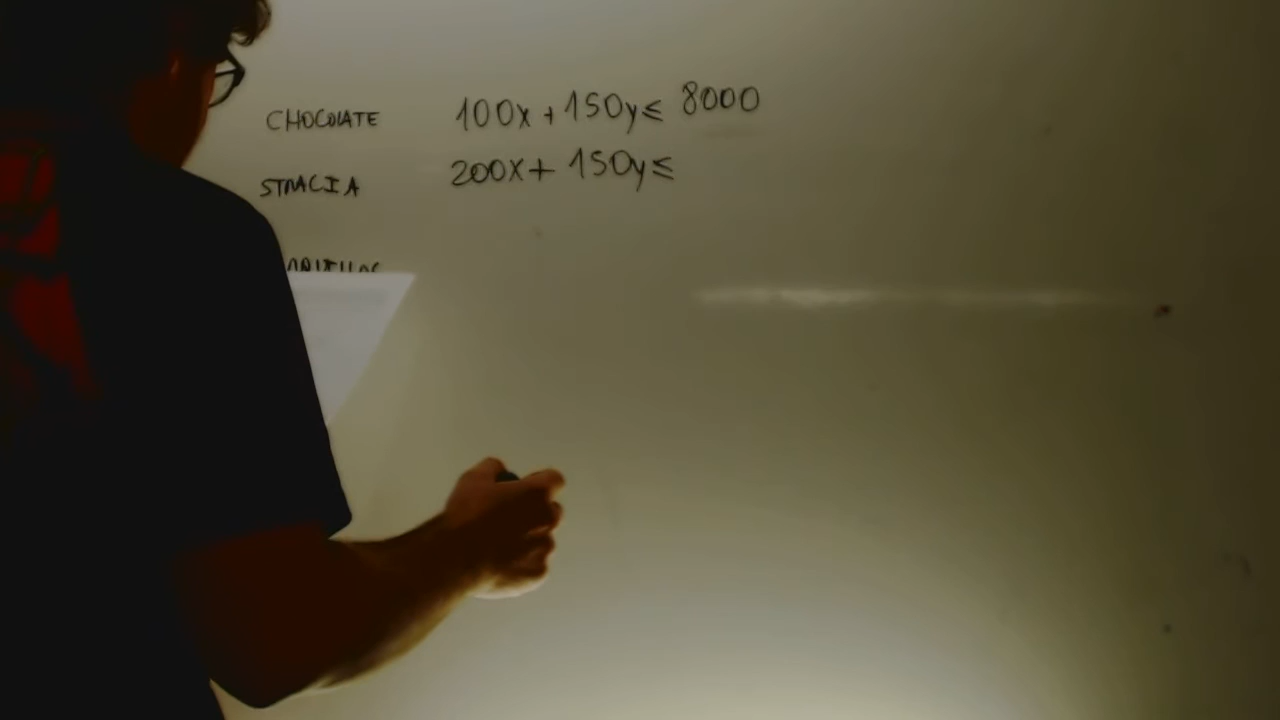 CHOCOLATE 100x + 150y ≤ 8000
STRACIA 200x + 150y ≤